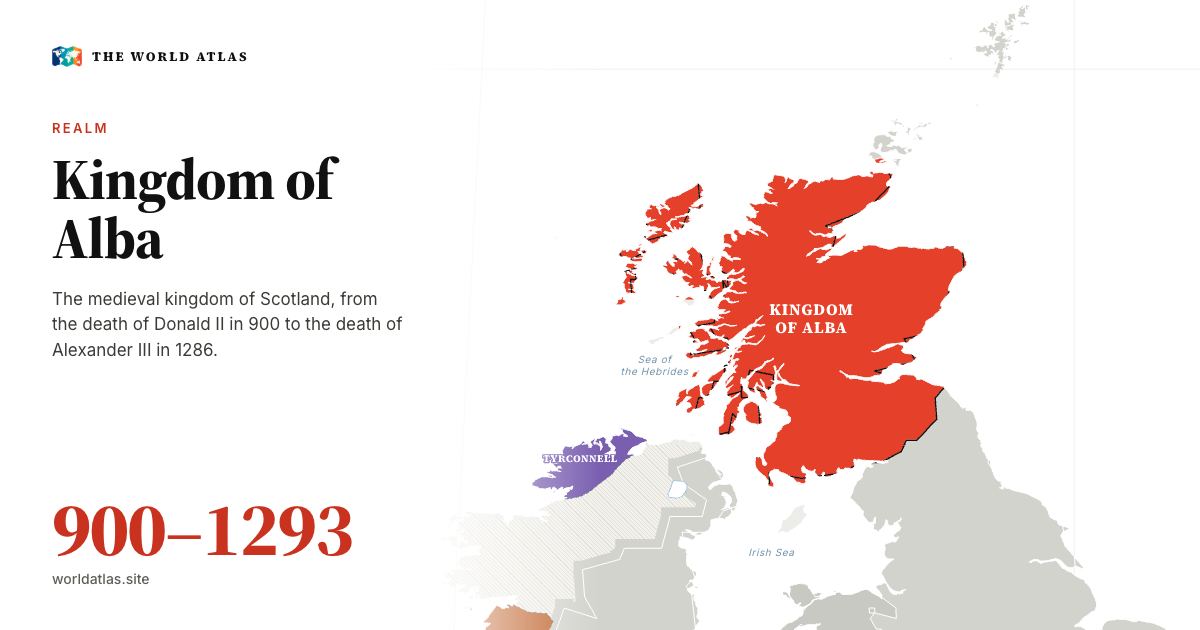 THE WORLD ATLAS
REALM
Kingdom of
Alba
The medieval kingdom of Scotland, from
the death of Donald II in 900 to the death of
Alexander III in 1286.
900–1293
worldatlas.site
KINGDOM
OF ALBA
Sea of
the Hebrides
TYRCONNELL
Irish Sea